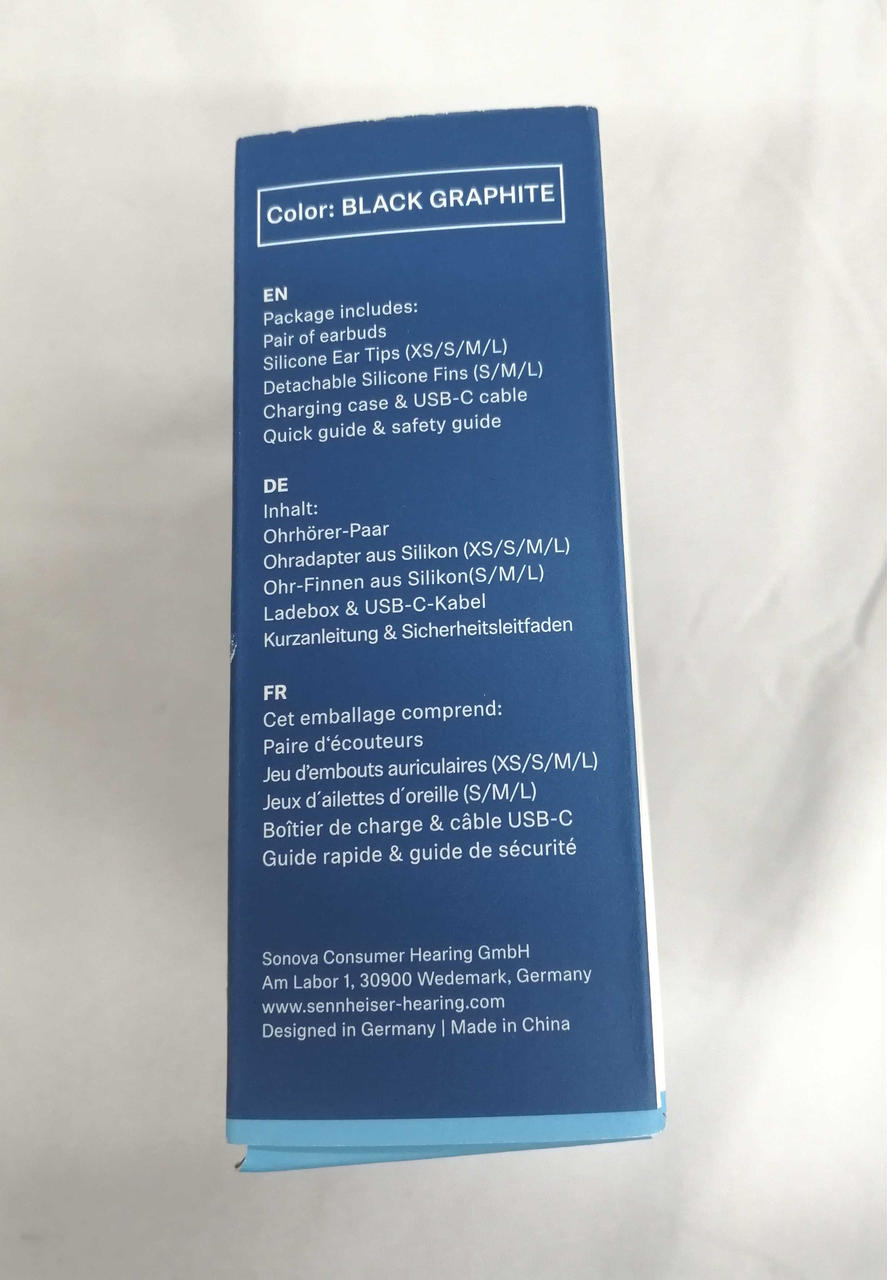 Color: BLACK GRAPHITE
EN
Package includes:
Pair of earbuds
Silicone Ear Tips (XS/S/M/L)
Detachable Silicone Fins (S/M/L)
Charging case & USB-C cable
Quick guide & safety guide
DE
Inhalt:
Ohrhörer-Paar
Ohradapter aus Silikon (XS/S/M/L)
Ohr-Finnen aus Silikon(S/M/L)
Ladebox & USB-C-Kabel
Kurzanleitung & Sicherheitsleitfaden
FR
Cet emballage comprend:
Paire d‘écouteurs
Jeu d’embouts auriculaires (XS/S/M/L)
Jeux d´ailettes d´oreille (S/M/L)
Boîtier de charge & câble USB-C
Guide rapide & guide de sécurité
Sonova Consumer Hearing GmbH
Am Labor 1, 30900 Wedemark, Germany
www.sennheiser-hearing.com
Designed in Germany | Made in China